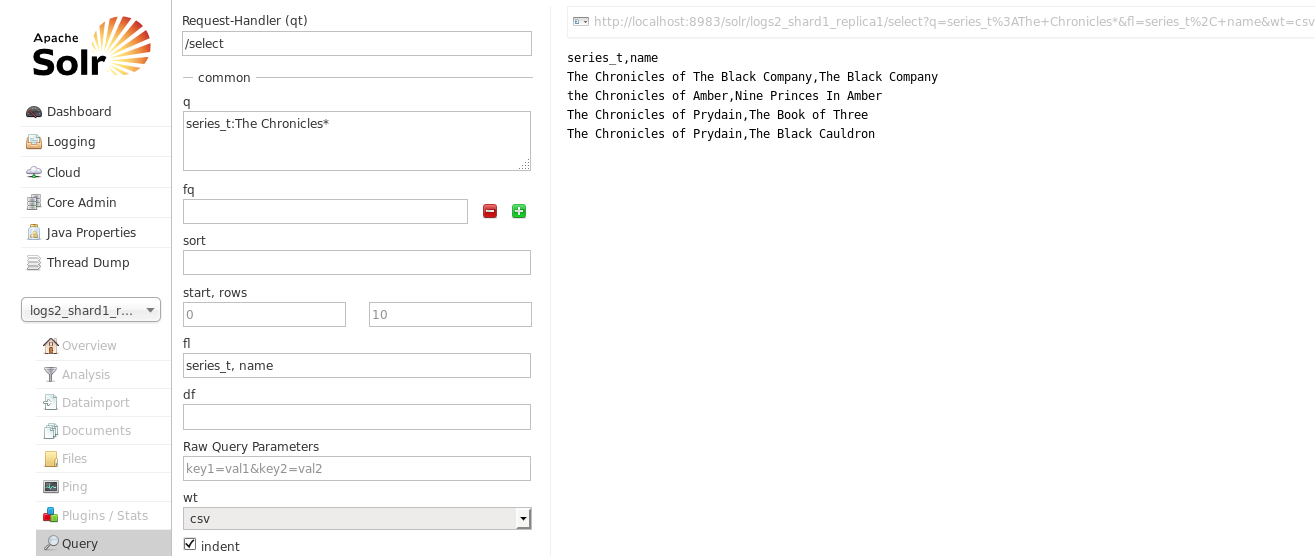 Apache
Solr
Dashboard
Logging
Cloud
Core Admin
Java Properties
Thread Dump
logs2_shard1_r...
Overview
Analysis
Dataimport
Documents
Files
Ping
Plugins / Stats
Query
Request-Handler (qt)
/select
common
q
series_t:The Chronicles*
fq
sort
start, rows
0 10
fl
series_t, name
df
Raw Query Parameters
key1=val1&key2=val2
wt
csv
indent
http://localhost:8983/solr/logs2_shard1_replica1/select?q=series_t%3AThe+Chronicles*&fl=series_t%2C+name&wt=csv
series_t,name
The Chronicles of The Black Company,The Black Company
the Chronicles of Amber,Nine Princes In Amber
The Chronicles of Prydain,The Book of Three
The Chronicles of Prydain,The Black Cauldron